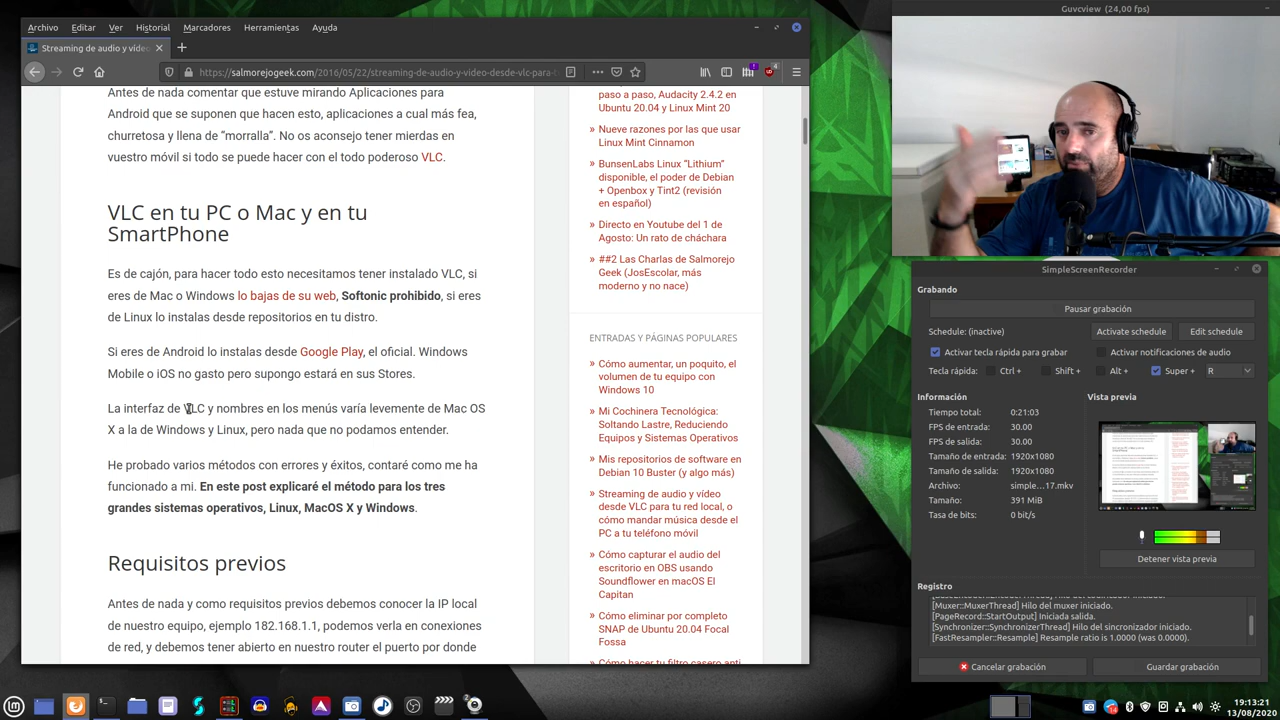 Archivo Editar Ver Historial Marcadores Herramientas Ayuda
Streaming de audio y vídeo
https://salmorejogeek.com/2016/05/22/streaming-de-audio-y-video-desde-vlc-para-t
4
Antes de nada comentar que estuve mirando Aplicaciones para
Android que se suponen que hacen esto, aplicaciones a cual más fea,
churretosa y llena de “morralla”. No os aconsejo tener mierdas en
vuestro móvil si todo se puede hacer con el todo poderoso VLC.
VLC en tu PC o Mac y en tu
SmartPhone
Es de cajón, para hacer todo esto necesitamos tener instalado VLC, si
eres de Mac o Windows lo bajas de su web, Softonic prohibido, si eres
de Linux lo instalas desde repositorios en tu distro.
Si eres de Android lo instalas desde Google Play, el oficial. Windows
Mobile o iOS no gasto pero supongo estará en sus Stores.
La interfaz de VLC y nombres en los menús varía levemente de Mac OS
X a la de Windows y Linux, pero nada que no podamos entender.
He probado varios métodos con errores y éxitos, contaré como me ha
funcionado a mi. En este post explicaré el método para los tres
grandes sistemas operativos, Linux, MacOS X y Windows.
Requisitos previos
Antes de nada y como requisitos previos debemos conocer la IP local
de nuestro equipo, ejemplo 182.168.1.1, podemos verla en conexiones
de red, y debemos tener abierto en nuestro router el puerto por donde
paso a paso, Audacity 2.4.2 en
Ubuntu 20.04 y Linux Mint 20
» Nueve razones por las que usar
Linux Mint Cinnamon
» BunsenLabs Linux “Lithium”
disponible, el poder de Debian
+ Openbox y Tint2 (revisión
en español)
» Directo en Youtube del 1 de
Agosto: Un rato de cháchara
» ##2 Las Charlas de Salmorejo
Geek (JosEscolar, más
moderno y no nace)
ENTRADAS Y PÁGINAS POPULARES
» Cómo aumentar, un poquito, el
volumen de tu equipo con
Windows 10
» Mi Cochinera Tecnológica:
Soltando Lastre, Reduciendo
Equipos y Sistemas Operativos
» Mis repositorios de software en
Debian 10 Buster (y algo más)
» Streaming de audio y vídeo
desde VLC para tu red local, o
cómo mandar música desde el
PC a tu teléfono móvil
» Cómo capturar el audio del
escritorio en OBS usando
Soundflower en macOS El
Capitan
» Cómo eliminar por completo
SNAP de Ubuntu 20.04 Focal
Fossa
» Cómo hacer tu filtro casero anti
Guvcview (24,00 fps)
SimpleScreenRecorder
Grabando
Pausar grabación
Schedule: (inactive) Activate schedule Edit schedule
Activar tecla rápida para grabar Activar notificaciones de audio
Tecla rápida: Ctrl + Shift + Alt + Super + R
Información
Tiempo total: 0:21:03
FPS de entrada: 30.00
FPS de salida: 30.00
Tamaño de entrada: 1920x1080
Tamaño de salida: 1920x1080
Archivo: simple...17.mkv
Tamaño: 391 MiB
Tasa de bits: 0 bit/s
Vista previa
Detener vista previa
Registro
[Muxer::MuxerThread] Hilo del muxer iniciado.
[PageRecord::StartOutput] Iniciada salida.
[Synchronizer::SynchronizerThread] Hilo del sincronizador iniciado.
[FastResampler::Resample] Resample ratio is 1.0000 (was 0.0000).
Cancelar grabación Guardar grabación
19:13:21
13/08/2020